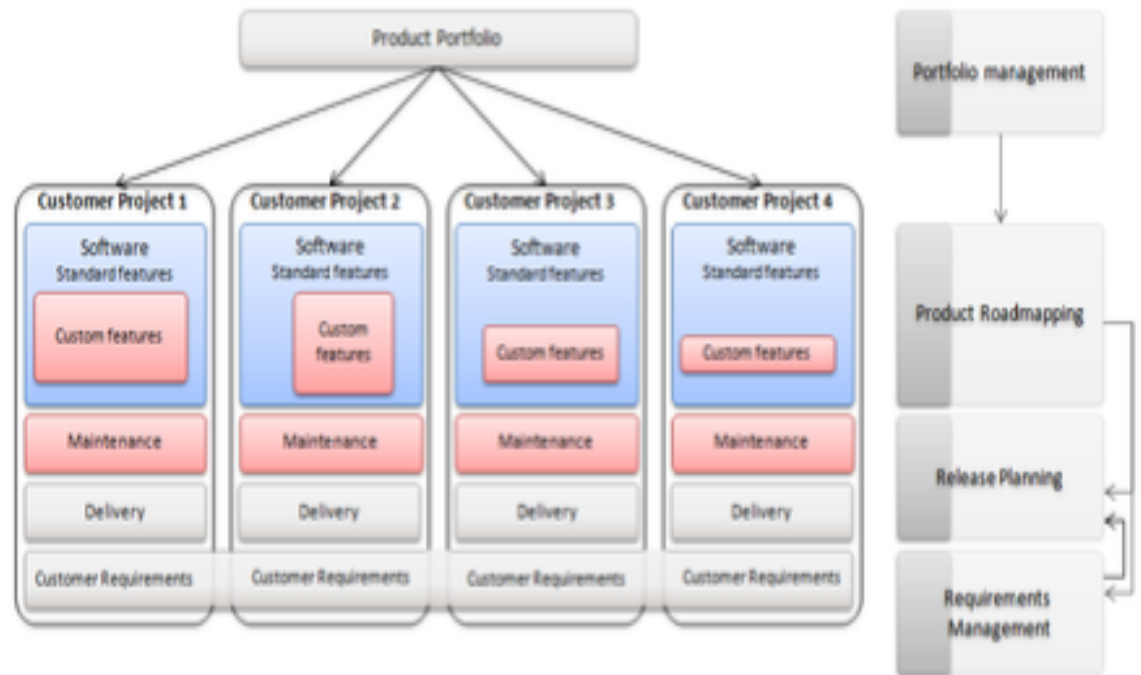 Product Portfolio
Portfolio management
Customer Project 1
Customer Project 2
Customer Project 3
Customer Project 4
Software
Standard features
Custom features
Software
Standard features
Custom
features
Software
Standard features
Custom features
Software
Standard features
Custom features
Product Roadmapping
Maintenance
Maintenance
Maintenance
Maintenance
Release Planning
Delivery
Delivery
Delivery
Delivery
Customer Requirements
Customer Requirements
Customer Requirements
Customer Requirements
Requirements
Management